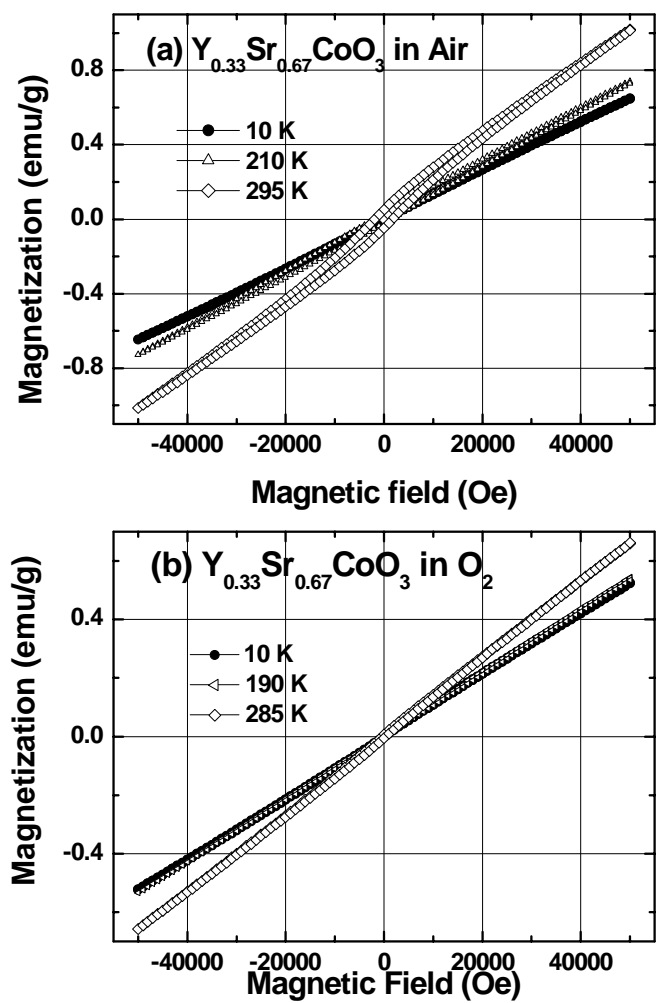 (a) Y0.33Sr0.67CoO3 in Air
10 K
210 K
295 K
0.8
0.4
0.0
-0.4
-0.8
Magnetization (emu/g)
-40000 -20000 0 20000 40000
Magnetic field (Oe)
(b) Y0.33Sr0.67CoO3 in O2
10 K
190 K
285 K
0.4
0.0
-0.4
Magnetization (emu/g)
-40000 -20000 0 20000 40000
Magnetic Field (Oe)